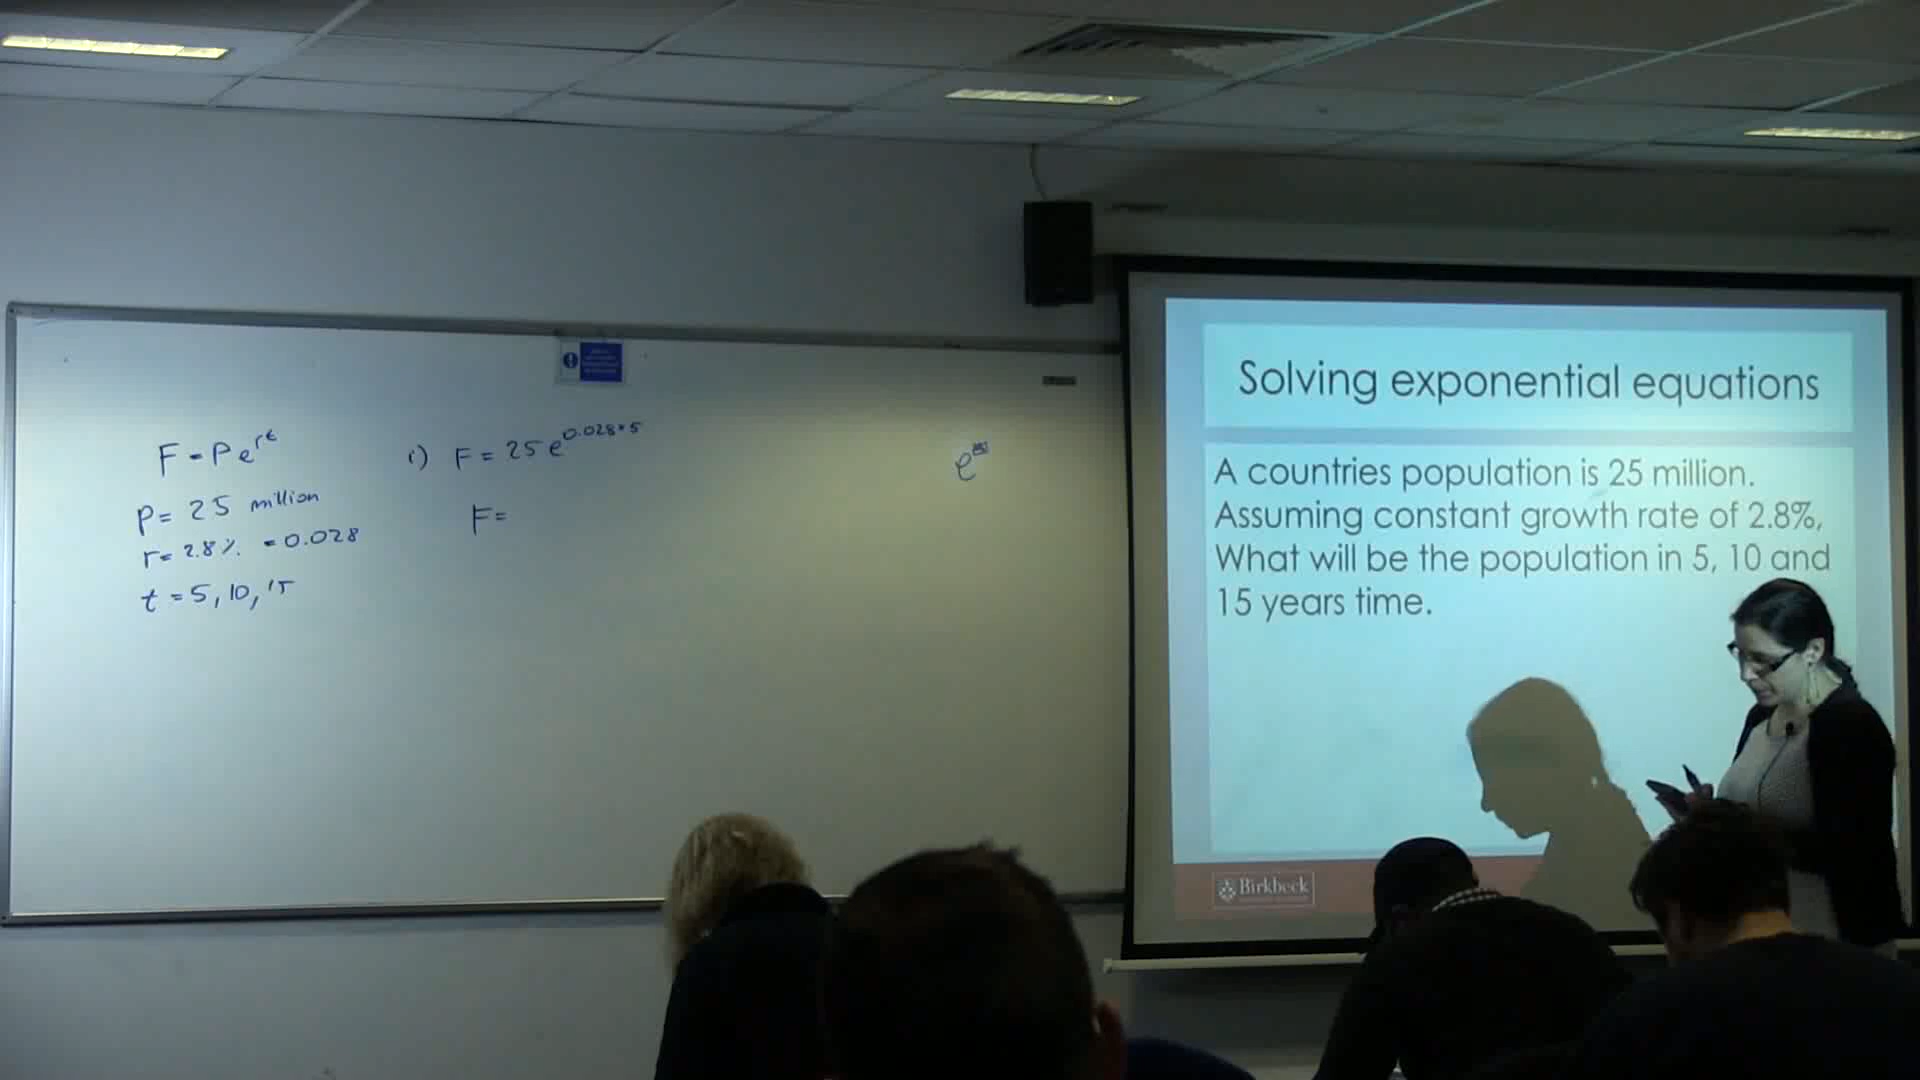 F = Pe^rt
P = 25 million
r = 2.8% = 0.028
t = 5, 10, 15
i) F = 25 e^0.028×5
F =
e
Solving exponential equations
A countries population is 25 million.
Assuming constant growth rate of 2.8%,
What will be the population in 5, 10 and
15 years time.
Birkbeck